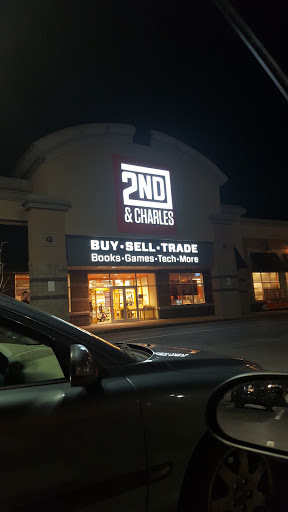 2ND
& CHARLES
BUY·SELL·TRADE
Books·Games·Tech·More